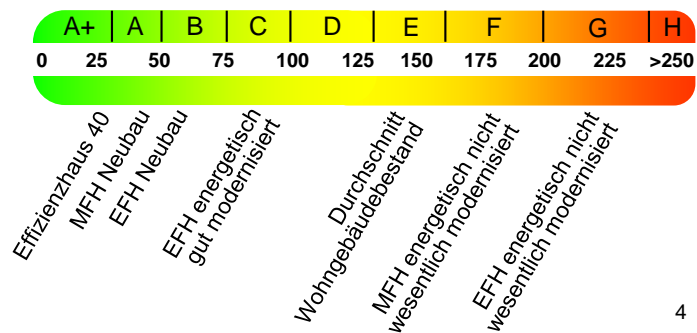 A+ A B C D E F G H
0 25 50 75 100 125 150 175 200 225 >250
Effizienzhaus 40
MFH Neubau
EFH Neubau
EFH energetisch
gut modernisiert
Durchschnitt
Wohngebäudebestand
MFH energetisch nicht
wesentlich modernisiert
EFH energetisch nicht
wesentlich modernisiert
4